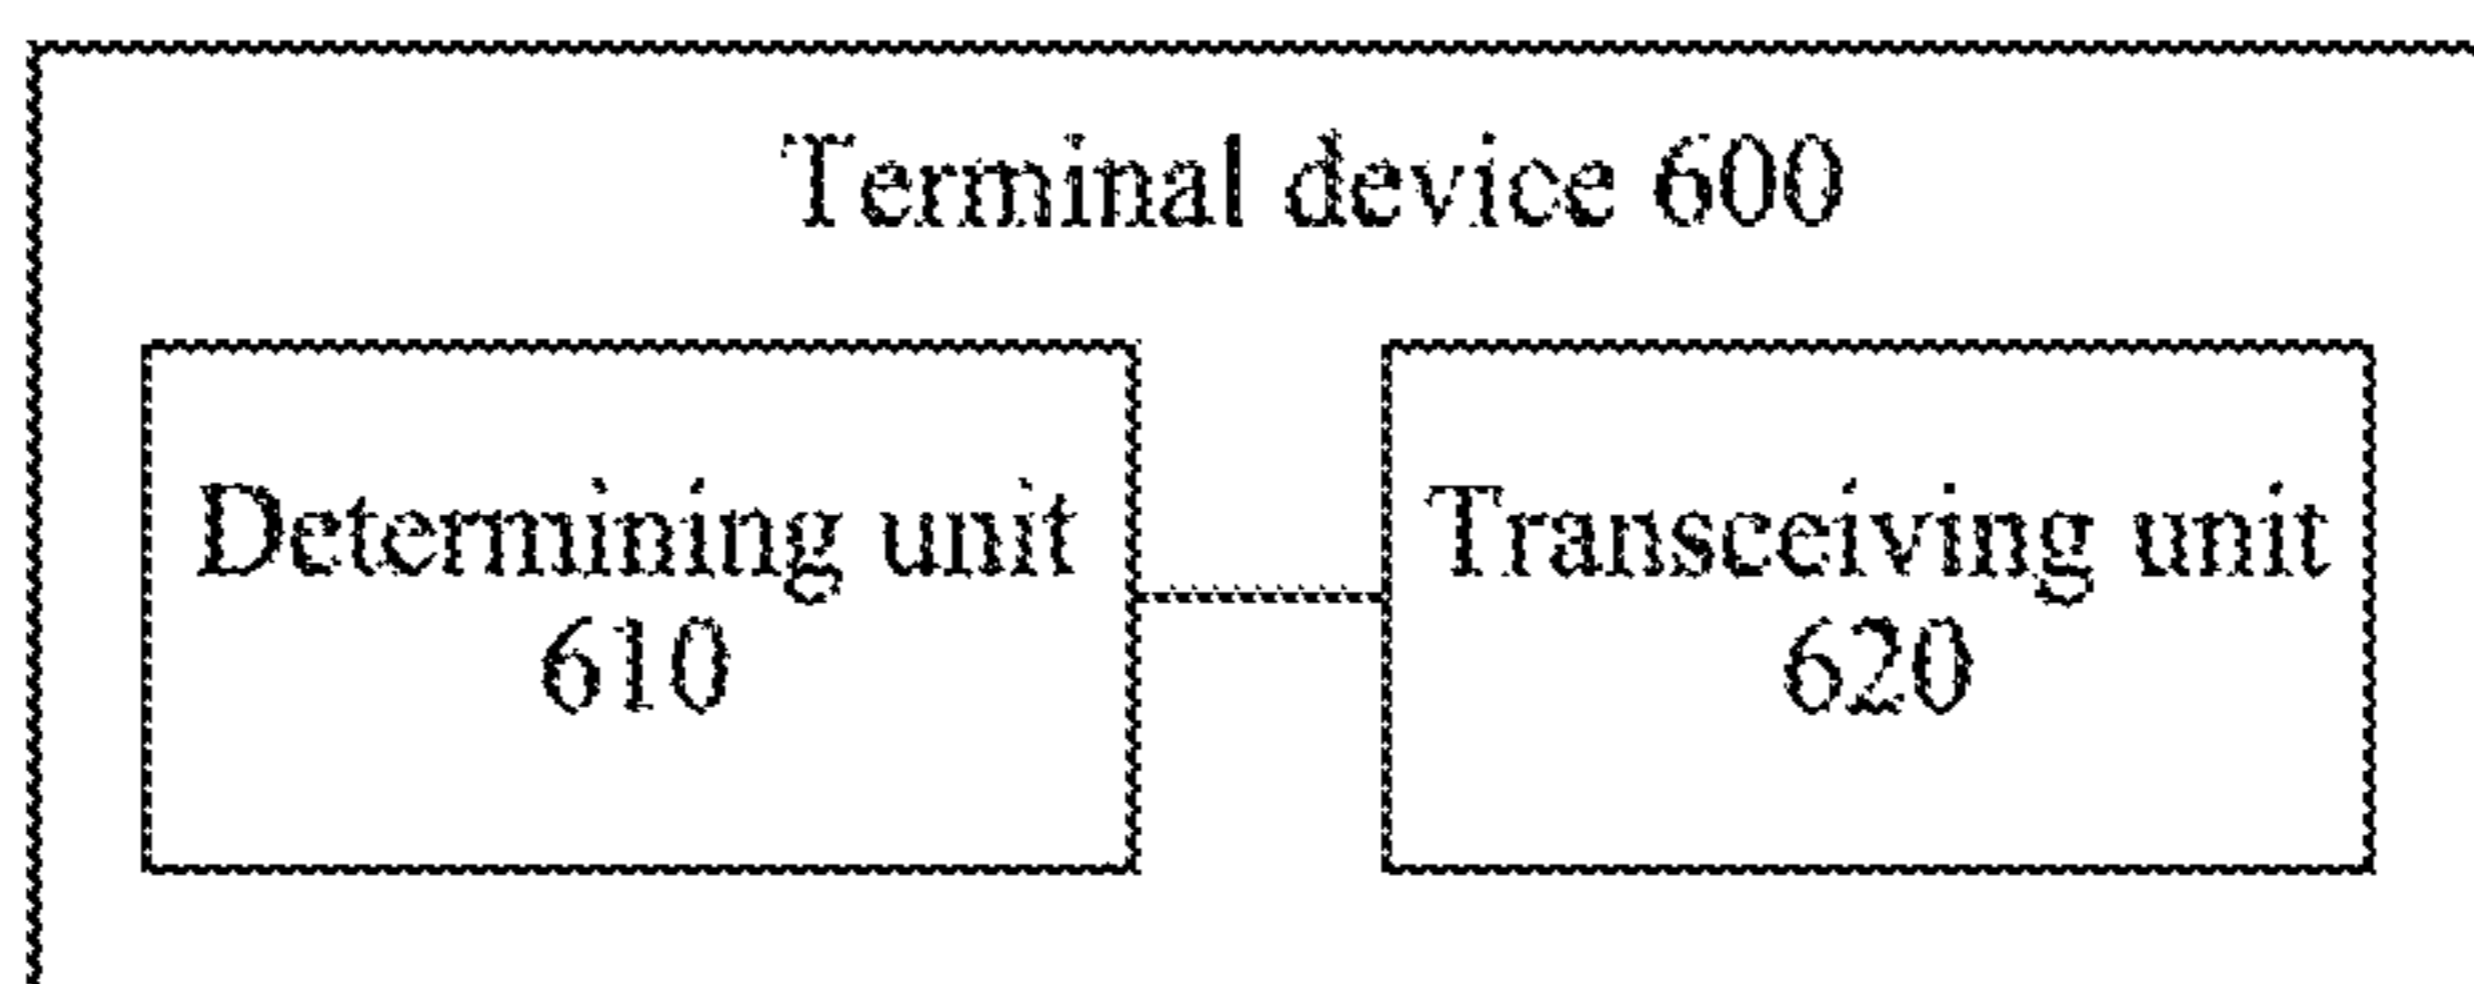 Terminal device 600
Determining unit
610
Transceiving unit
620